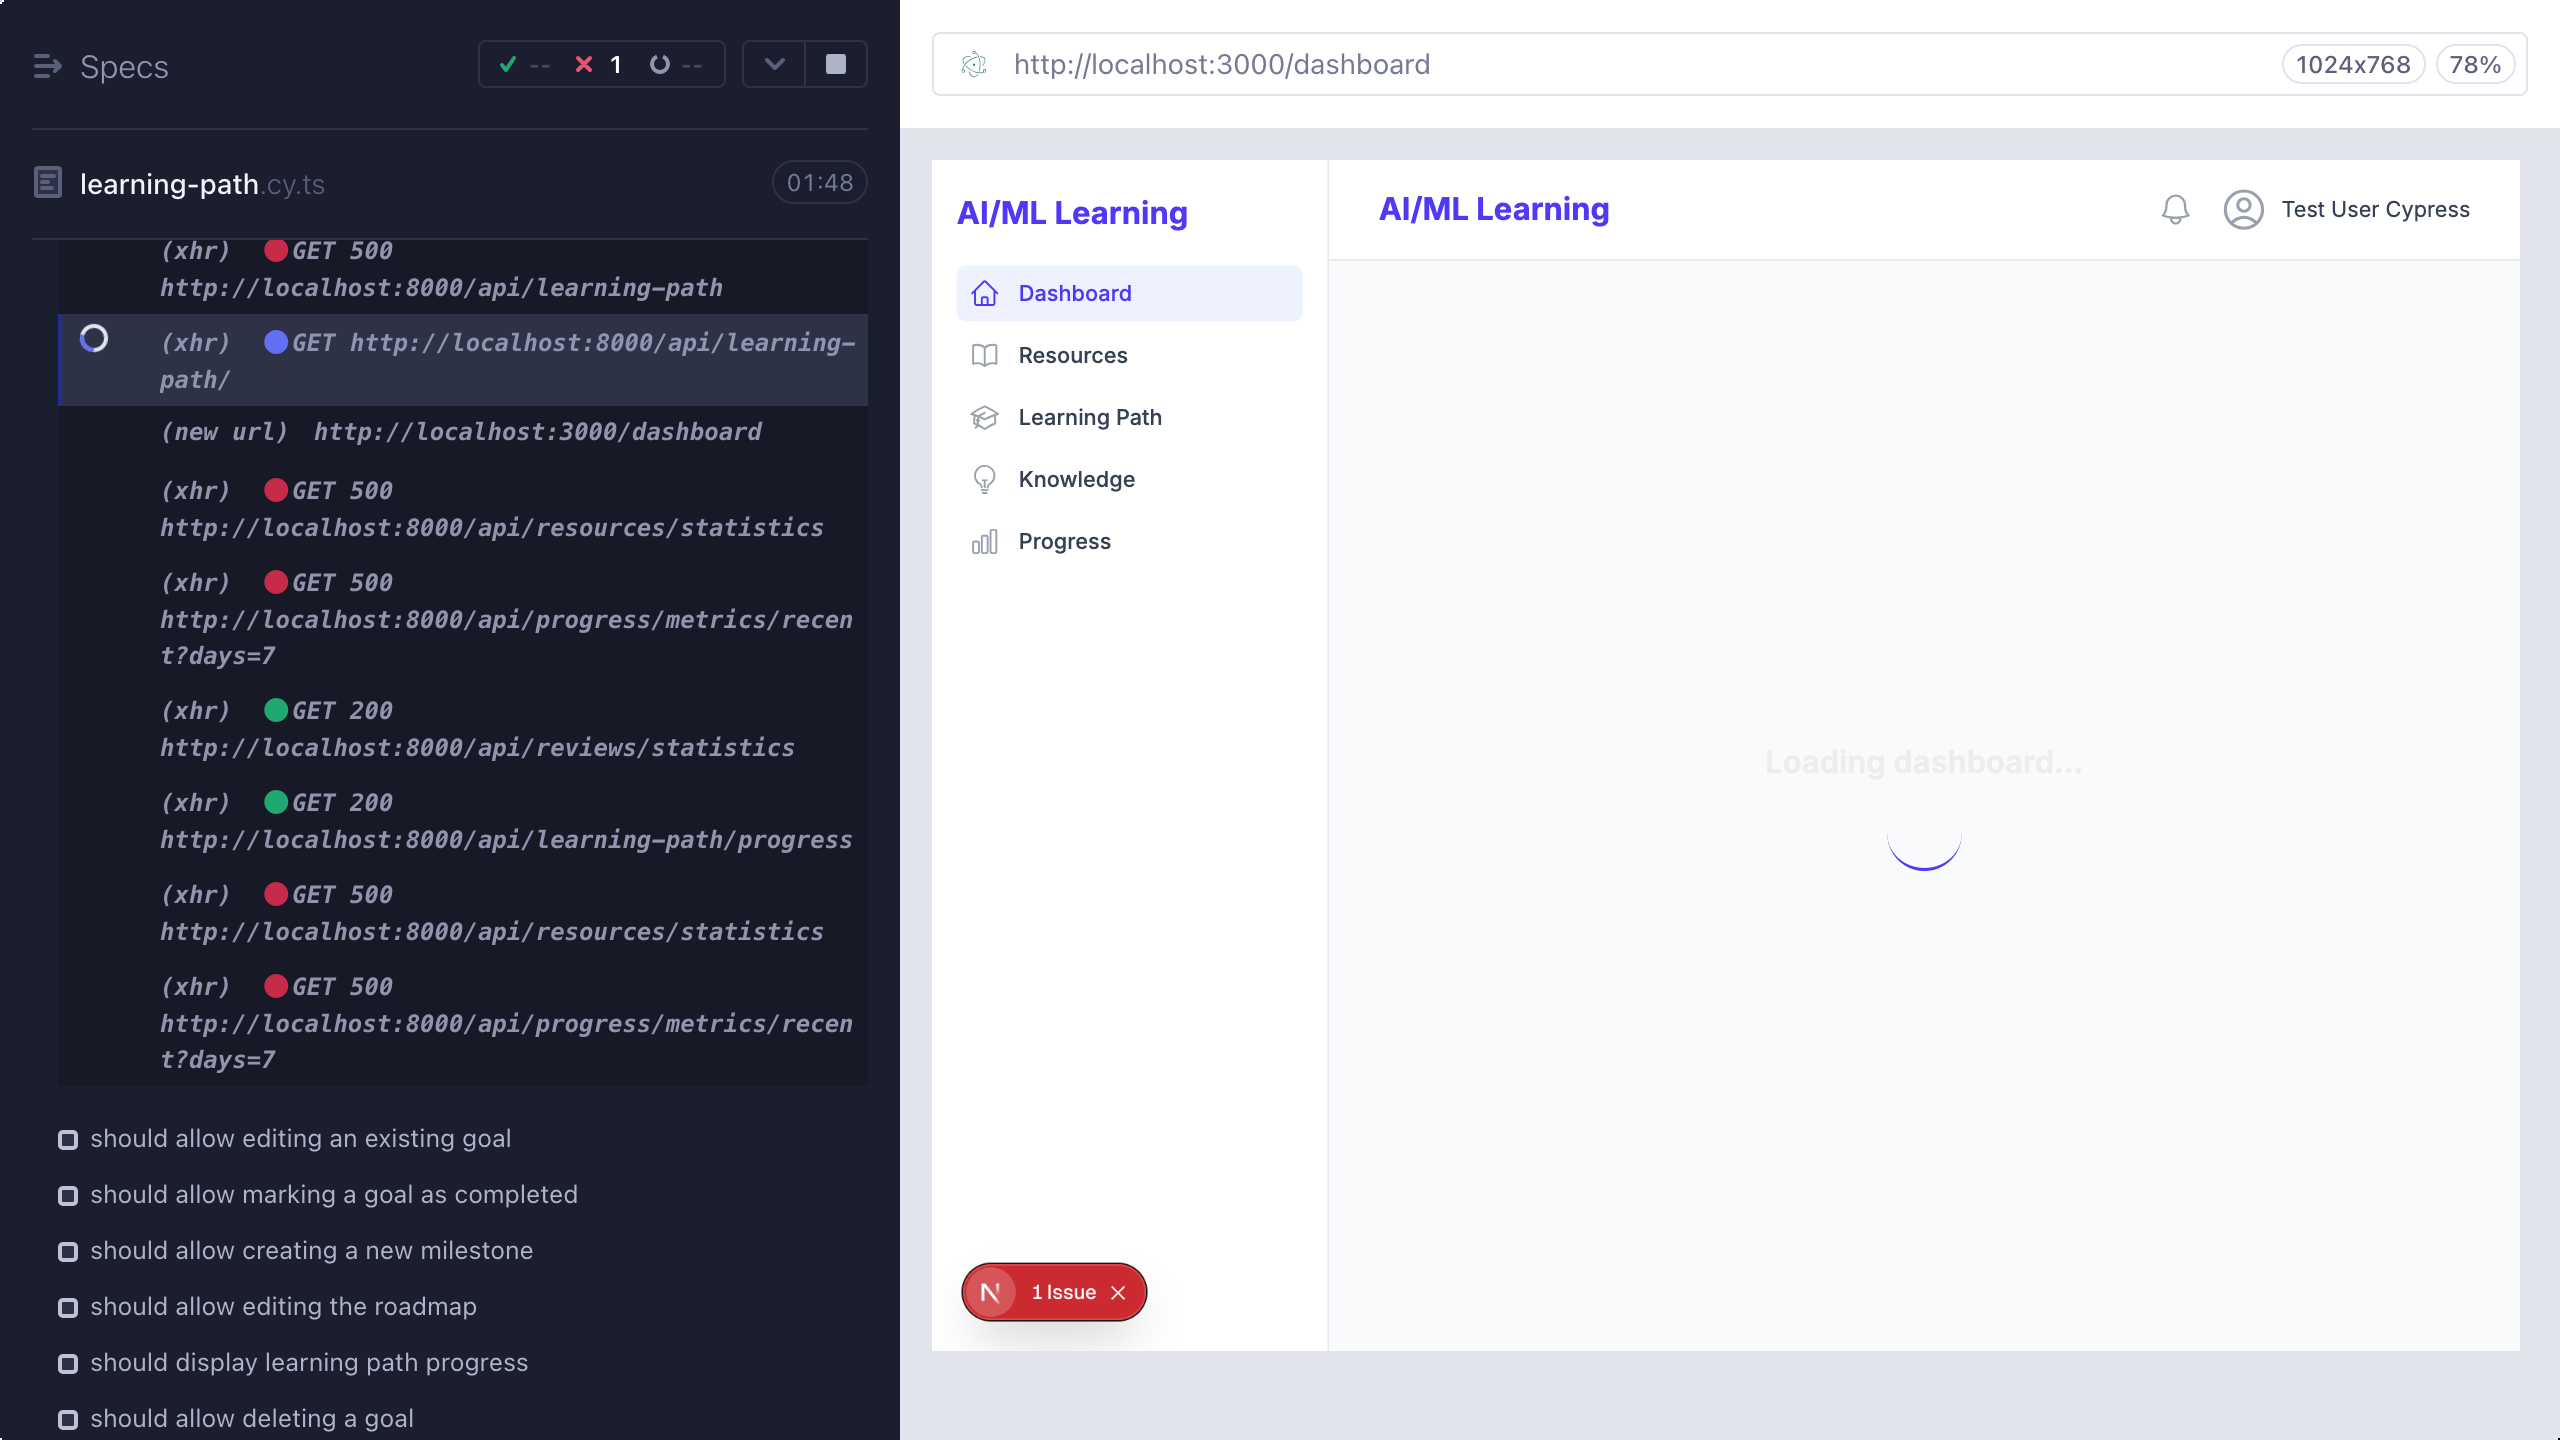 Specs
-- 1 --
learning-path.cy.ts
01:48
(xhr) GET 500
http://localhost:8000/api/learning-path
(xhr) GET http://localhost:8000/api/learning-
path/
(new url) http://localhost:3000/dashboard
(xhr) GET 500
http://localhost:8000/api/resources/statistics
(xhr) GET 500
http://localhost:8000/api/progress/metrics/recen
t?days=7
(xhr) GET 200
http://localhost:8000/api/reviews/statistics
(xhr) GET 200
http://localhost:8000/api/learning-path/progress
(xhr) GET 500
http://localhost:8000/api/resources/statistics
(xhr) GET 500
http://localhost:8000/api/progress/metrics/recen
t?days=7
should allow editing an existing goal
should allow marking a goal as completed
should allow creating a new milestone
should allow editing the roadmap
should display learning path progress
should allow deleting a goal
http://localhost:3000/dashboard
1024x768
78%
AI/ML Learning
Dashboard
Resources
Learning Path
Knowledge
Progress
N 1 Issue
AI/ML Learning
Test User Cypress
Loading dashboard...